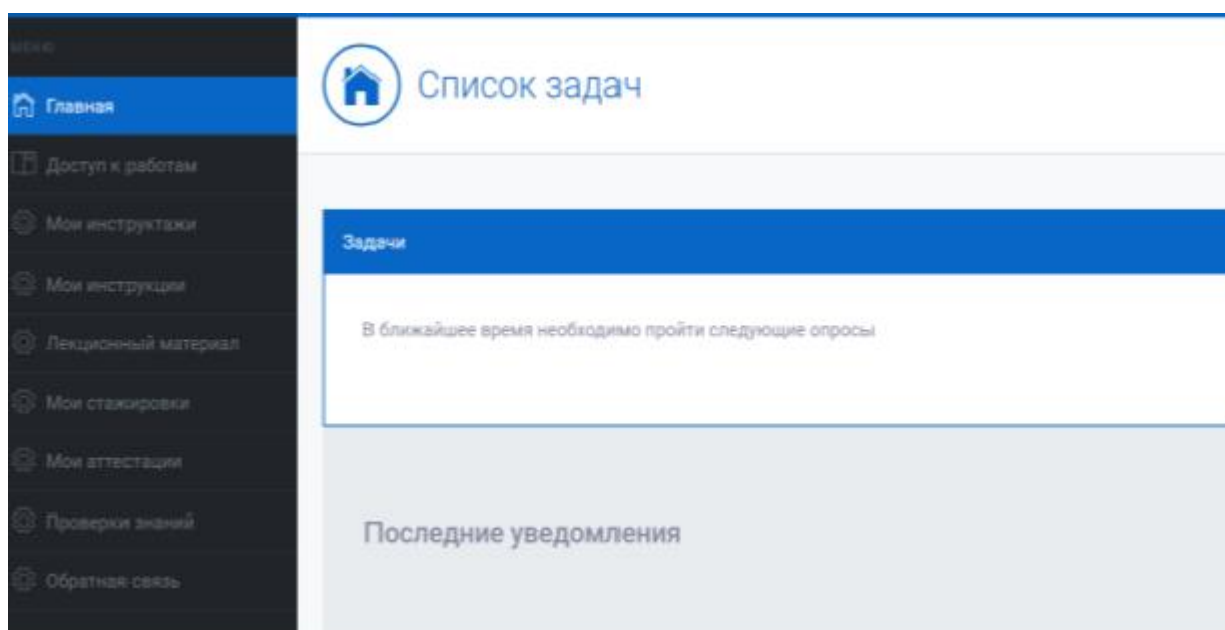 МЕНЮ
Главная
Доступ к работам
Мои инструктажи
Мои инструкции
Лекционный материал
Мои стажировки
Мои аттестации
Проверки знаний
Обратная связь
Список задач
Задачи
В ближайшее время необходимо пройти следующие опросы
Последние уведомления